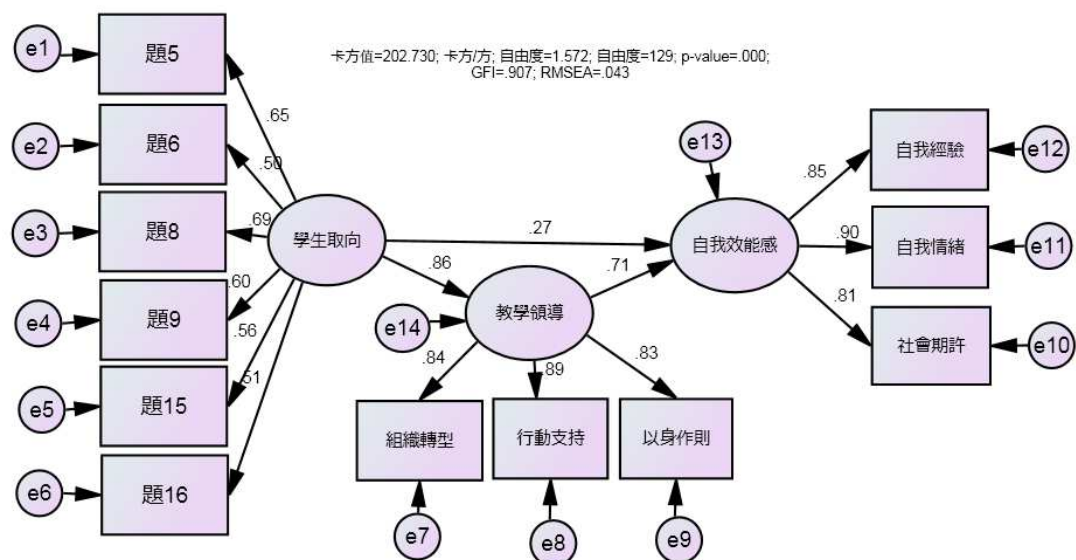 卡方值=202.730; 卡方/方; 自由度=1.572; 自由度=129; p-value=.000;
GFI=.907; RMSEA=.043
e1
題5
.65
e2
題6
.50
e3
題8
.69
e4
題9
.60
e5
題15
.56
e6
題16
.51
學生取向
.27
.86
e14
教學領導
.71
.84
.89
.83
組織轉型
行動支持
以身作則
e7
e8
e9
e13
自我效能感
.85
自我經驗
e12
.90
自我情緒
e11
.81
社會期許
e10